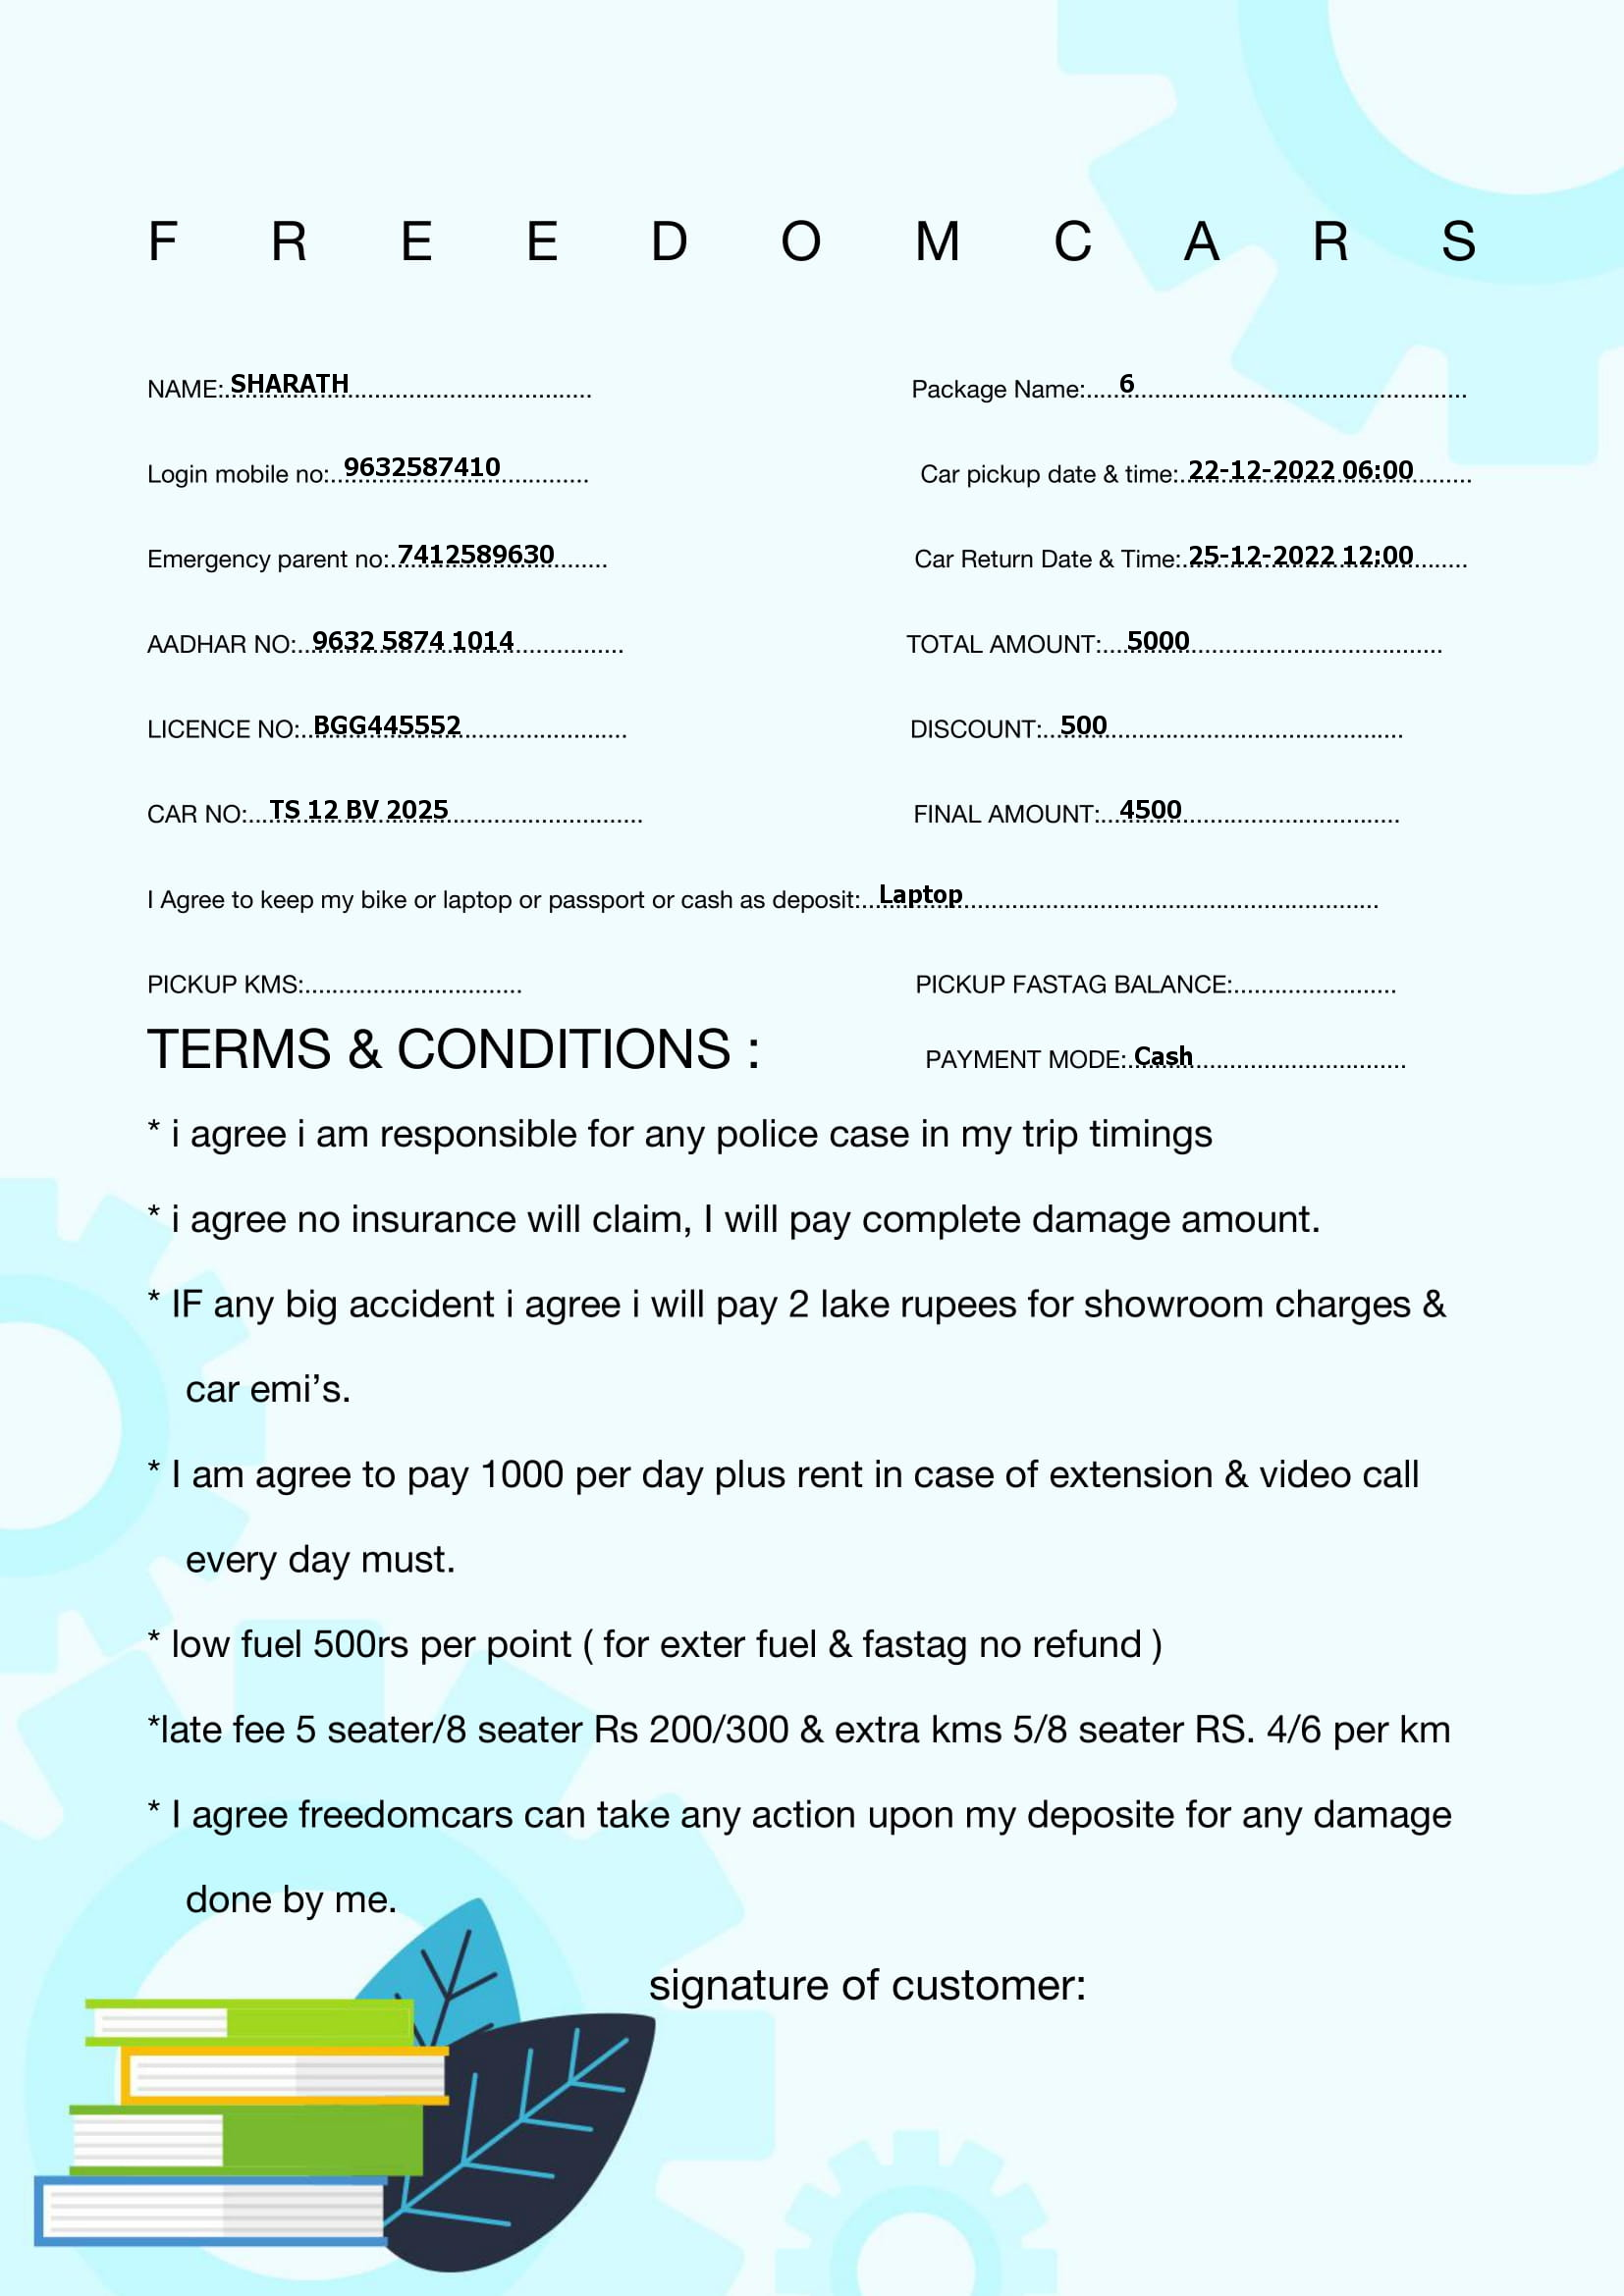 F R E E D O M C A R S
NAME:SHARATH Package Name:6
Login mobile no:9632587410 Car pickup date & time:22-12-2022 06:00
Emergency parent no:7412589630 Car Return Date & Time:25-12-2022 12:00
AADHAR NO:9632 5874 1014 TOTAL AMOUNT:5000
LICENCE NO:BGG445552 DISCOUNT:500
CAR NO:TS 12 BV 2025 FINAL AMOUNT:4500
I Agree to keep my bike or laptop or passport or cash as deposit:Laptop
PICKUP KMS: PICKUP FASTAG BALANCE:
TERMS & CONDITIONS : PAYMENT MODE:Cash
* i agree i am responsible for any police case in my trip timings
* i agree no insurance will claim, I will pay complete damage amount.
* IF any big accident i agree i will pay 2 lake rupees for showroom charges &
car emi's.
* I am agree to pay 1000 per day plus rent in case of extension & video call
every day must.
* low fuel 500rs per point ( for exter fuel & fastag no refund )
*late fee 5 seater/8 seater Rs 200/300 & extra kms 5/8 seater RS. 4/6 per km
* I agree freedomcars can take any action upon my deposite for any damage
done by me.
signature of customer: